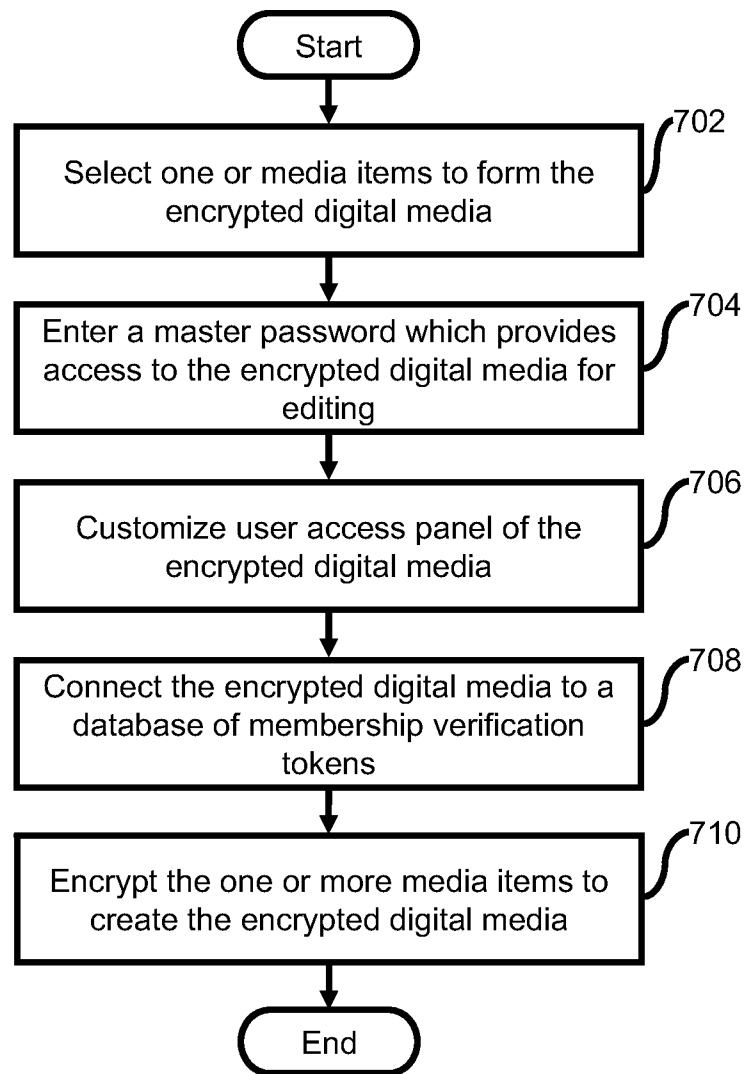 Start
702
Select one or media items to form the
encrypted digital media
704
Enter a master password which provides
access to the encrypted digital media for
editing
706
Customize user access panel of the
encrypted digital media
708
Connect the encrypted digital media to a
database of membership verification
tokens
710
Encrypt the one or more media items to
create the encrypted digital media
End